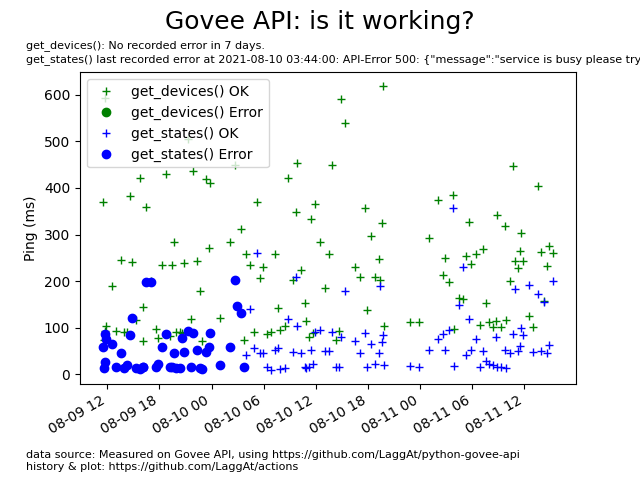 Govee API: is it working?
get_devices(): No recorded error in 7 days.
get_states() last recorded error at 2021-08-10 03:44:00: API-Error 500: {"message":"service is busy please try
get_devices() OK
get_devices() Error
get_states() OK
get_states() Error
Ping (ms)
600
500
400
300
200
100
0
08-09 12
08-09 18
08-10 00
08-10 06
08-10 12
08-10 18
08-11 00
08-11 06
08-11 12
data source: Measured on Govee API, using https://github.com/LaggAt/python-govee-api
history & plot: https://github.com/LaggAt/actions